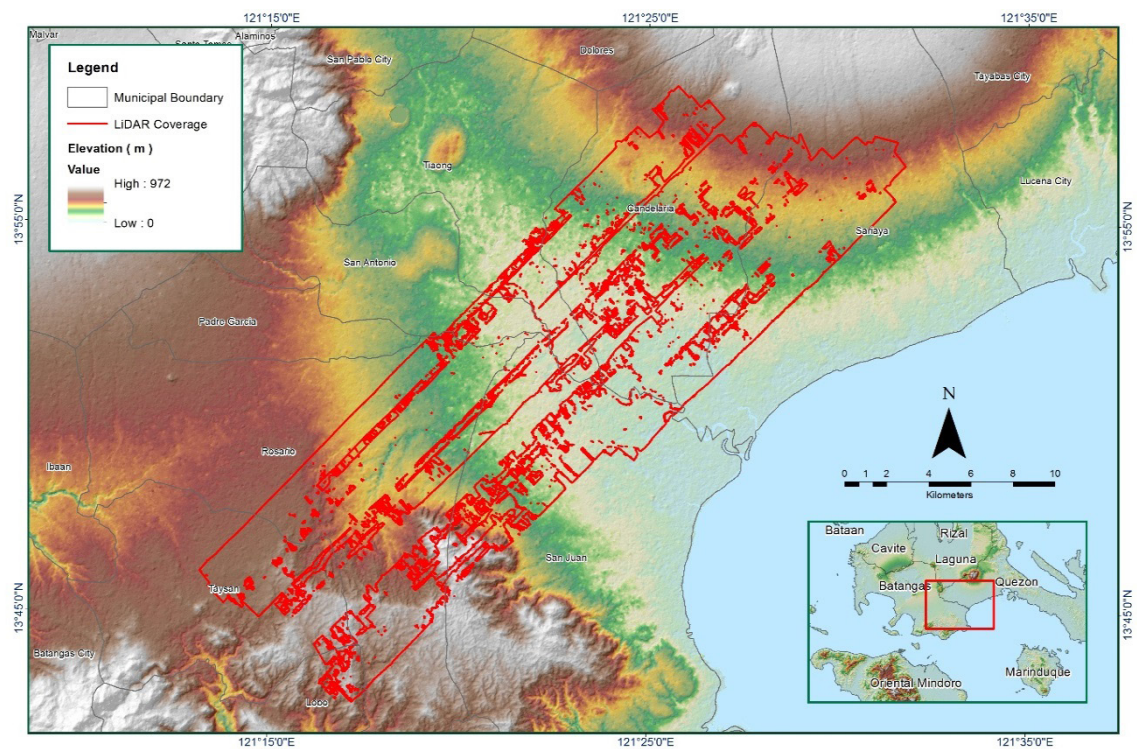 121°15'0"E
121°25'0"E
121°35'0"E
Malvar
Alaminos
Santo Tomas
San Pablo City
Dolores
Tayabas City
Legend
Municipal Boundary
LiDAR Coverage
Elevation ( m )
Value
High : 972
Low : 0
Tiaong
Lucena City
Candelaria
13°55'0"N
13°55'0"N
Sariaya
San Antonio
Padre Garcia
N
Rosario
Ibaan
0 1 2 4 6 8 10
Kilometers
San Juan
Taysan
Bataan
Rizal
Cavite
Laguna
Batangas
Quezon
Marinduque
Oriental Mindoro
13°45'0"N
13°45'0"N
Batangas City
Lobo
121°15'0"E
121°25'0"E
121°35'0"E